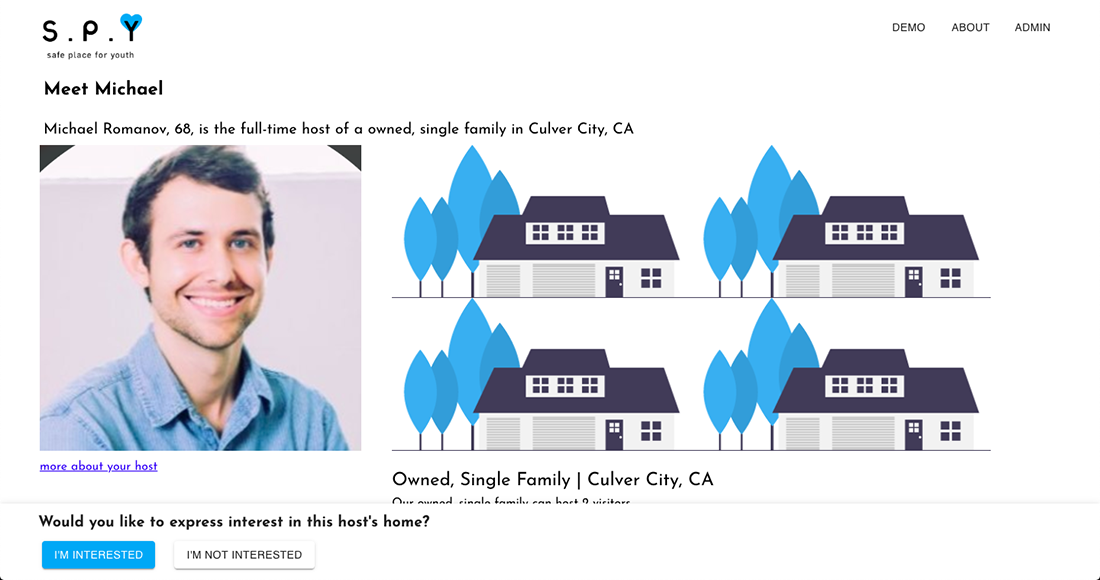 S.P.Y
safe place for youth
DEMO ABOUT ADMIN
Meet Michael
Michael Romanov, 68, is the full-time host of a owned, single family in Culver City, CA
more about your host
Owned, Single Family | Culver City, CA
Our owned, single family can host 2 visitors
Would you like to express interest in this host's home?
I'M INTERESTED I'M NOT INTERESTED